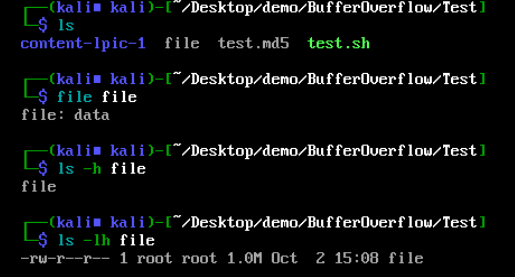 ┌──(kali■ kali)-[~/Desktop/demo/BufferOverflow/Test]
└─$ ls
content-lpic-1  file  test.md5  test.sh
┌──(kali■ kali)-[~/Desktop/demo/BufferOverflow/Test]
└─$ file file
file: data
┌──(kali■ kali)-[~/Desktop/demo/BufferOverflow/Test]
└─$ ls -h file
file
┌──(kali■ kali)-[~/Desktop/demo/BufferOverflow/Test]
└─$ ls -lh file
-rw-r--r-- 1 root root 1.0M Oct  2 15:08 file